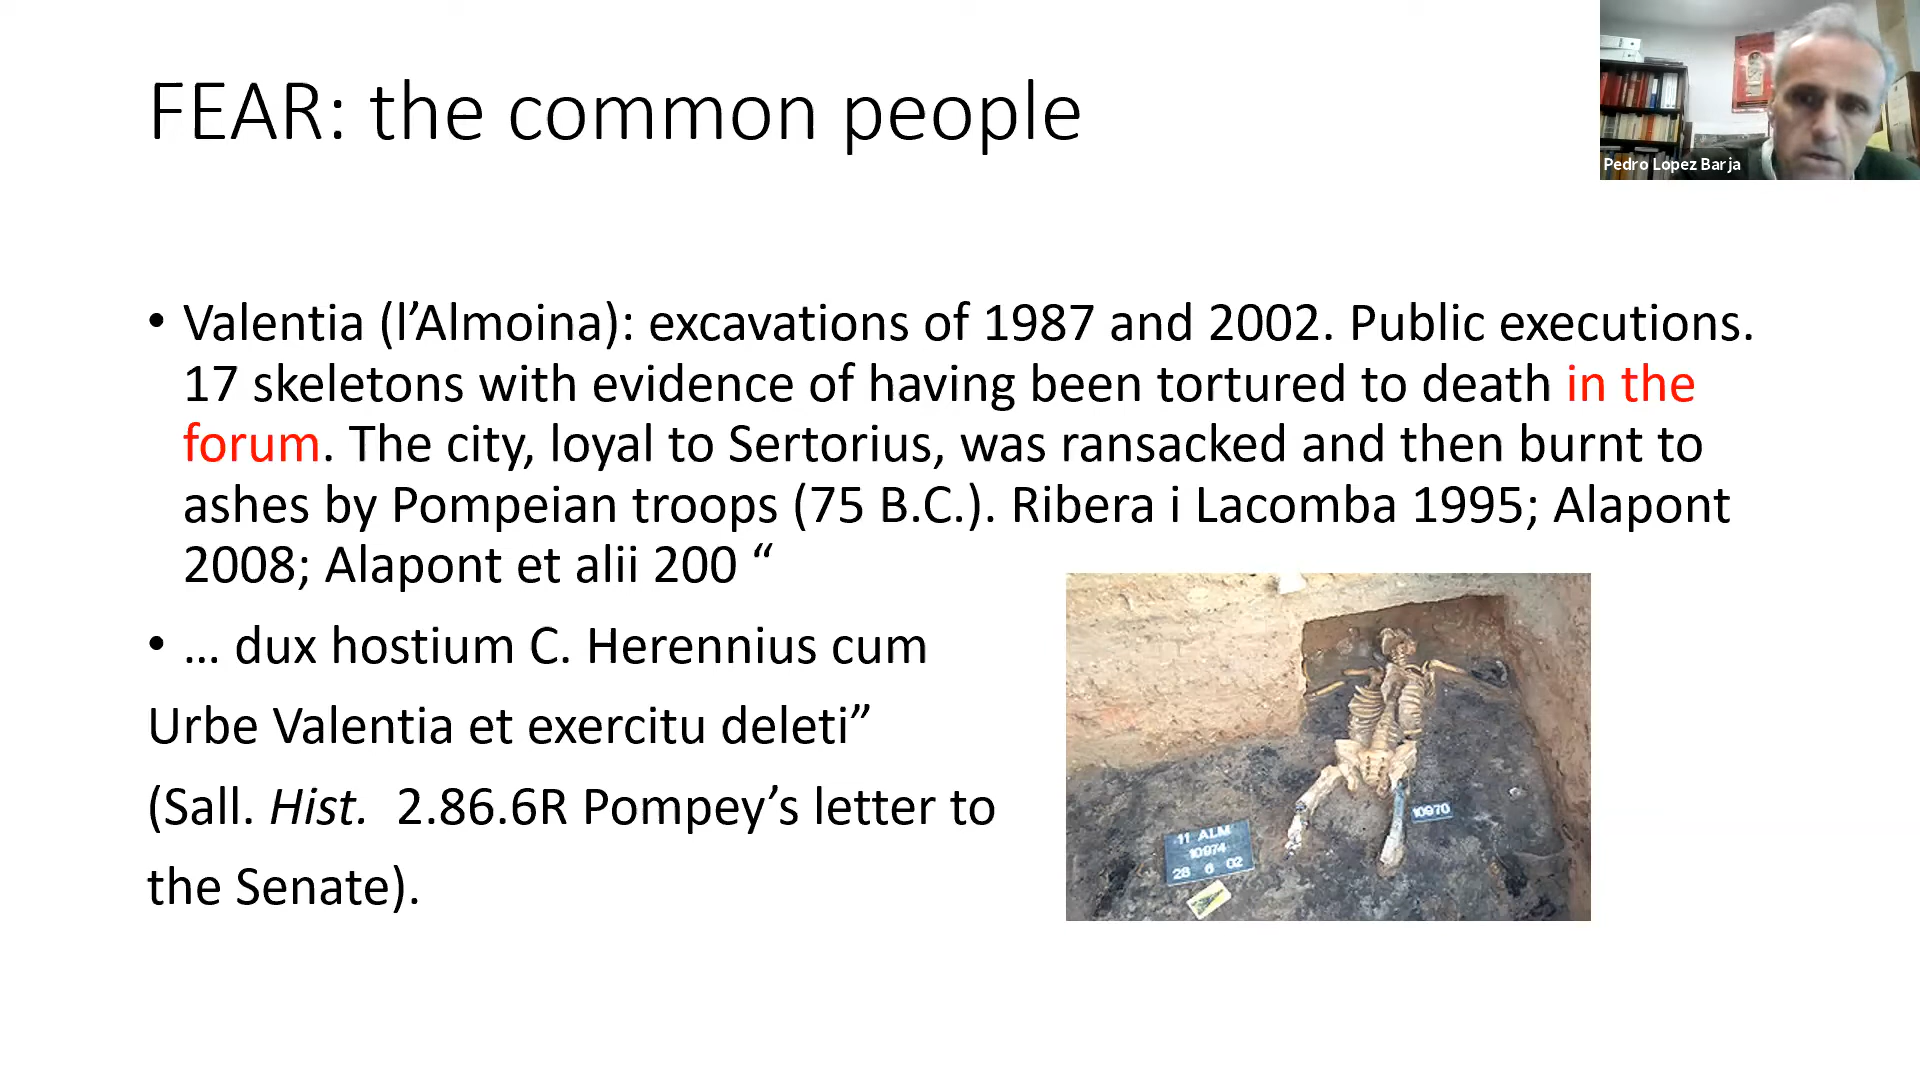 FEAR: the common people
Pedro Lopez Barja
• Valentia (l’Almoina): excavations of 1987 and 2002. Public executions.
17 skeletons with evidence of having been tortured to death in the
forum. The city, loyal to Sertorius, was ransacked and then burnt to
ashes by Pompeian troops (75 B.C.). Ribera i Lacomba 1995; Alapont
2008; Alapont et alii 200 “
• … dux hostium C. Herennius cum
Urbe Valentia et exercitu deleti”
(Sall. Hist. 2.86.6R Pompey’s letter to
the Senate).
10970
11 ALM
10974
28 6 02